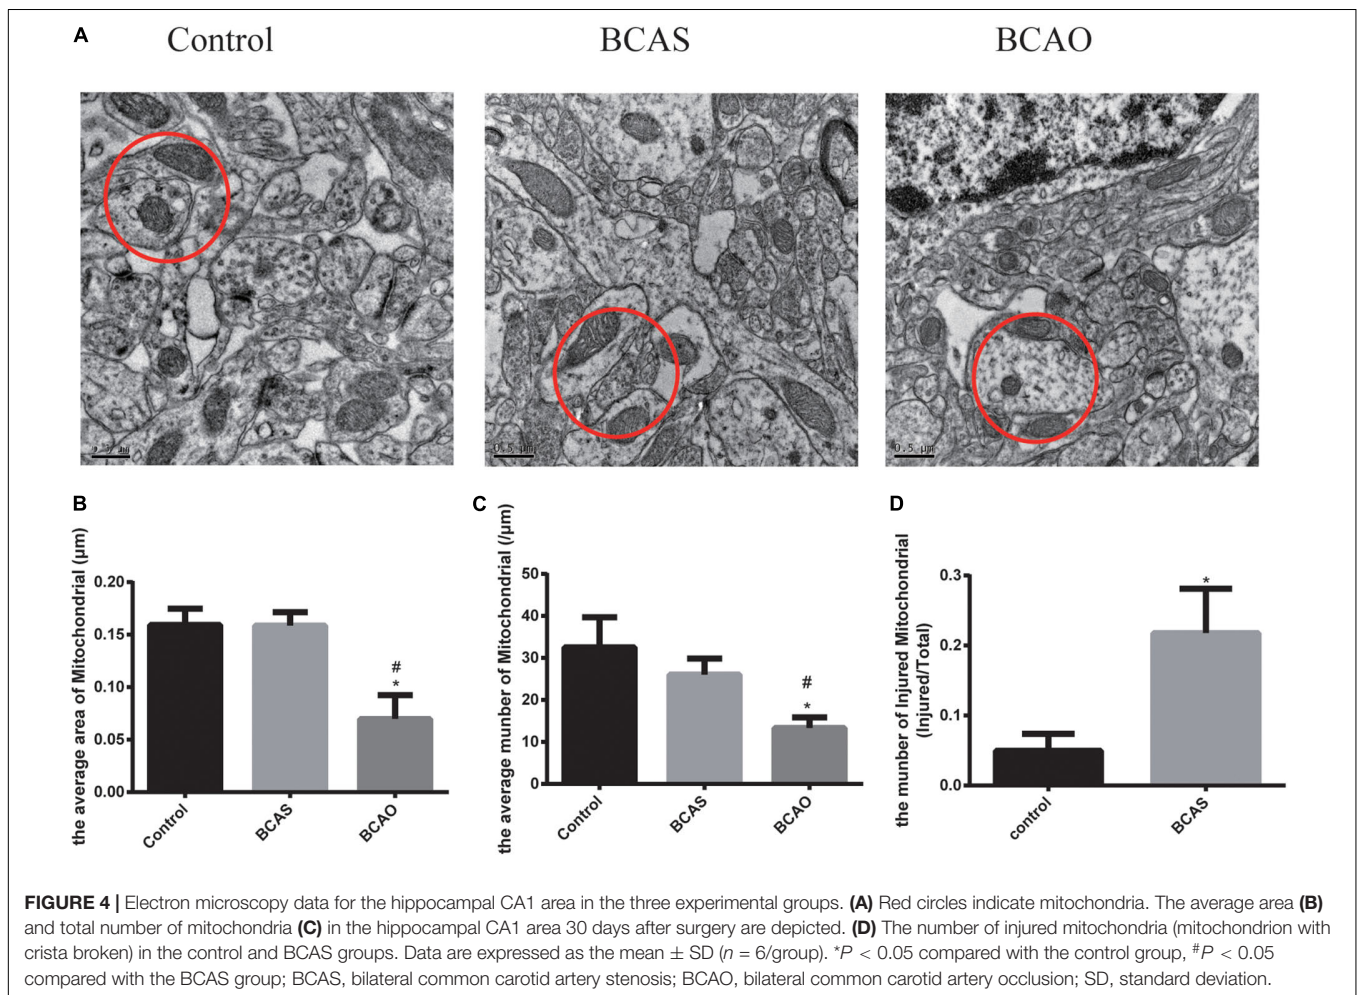 A
Control
BCAS
BCAO
0.5 µm
0.5 µm
B
the average area of Mitochondrial (µm)
0.20
0.15
0.10
0.05
0.00
#
*
Control
BCAS
BCAO
C
the average munber of Mitochondrial (/µm)
50
40
30
20
10
0
#
*
Control
BCAS
BCAO
D
the munber of Injured Mitochondrial
(Injured/Total)
0.3
0.2
0.1
0.0
*
control
BCAS
FIGURE 4 | Electron microscopy data for the hippocampal CA1 area in the three experimental groups. (A) Red circles indicate mitochondria. The average area (B)
and total number of mitochondria (C) in the hippocampal CA1 area 30 days after surgery are depicted. (D) The number of injured mitochondria (mitochondrion with
crista broken) in the control and BCAS groups. Data are expressed as the mean ± SD (n = 6/group). *P < 0.05 compared with the control group, #P < 0.05
compared with the BCAS group; BCAS, bilateral common carotid artery stenosis; BCAO, bilateral common carotid artery occlusion; SD, standard deviation.